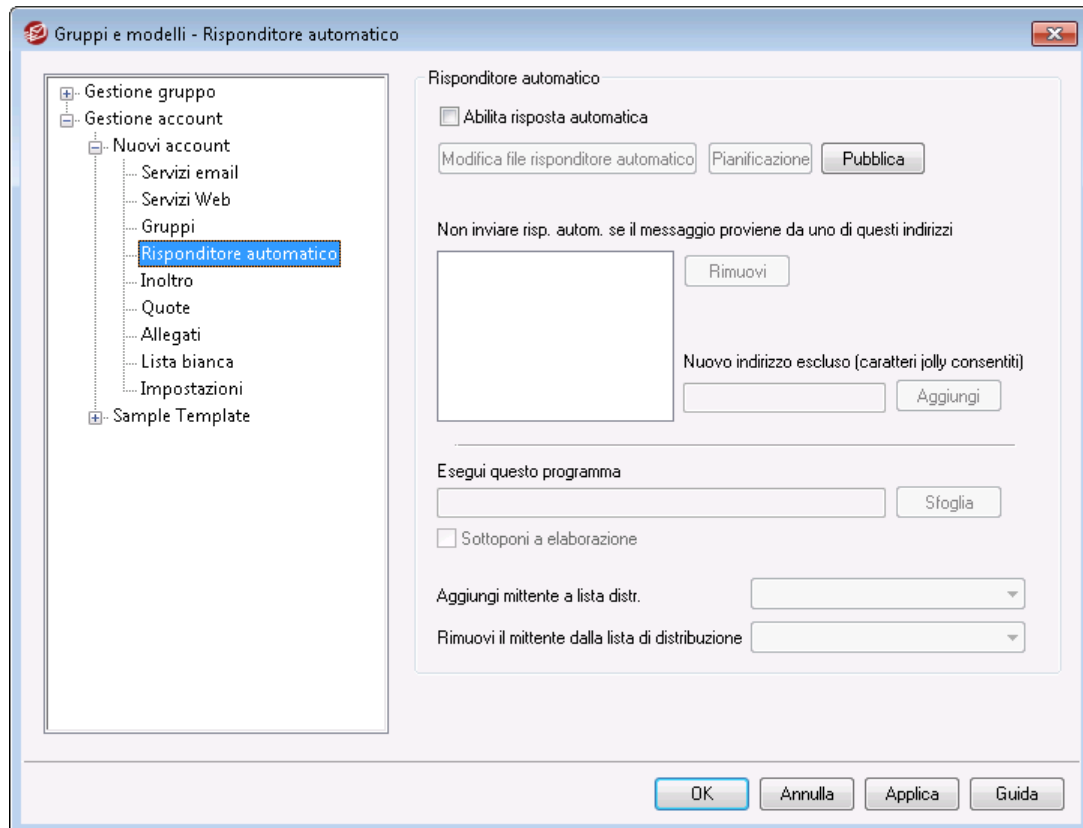 Gruppi e modelli - Risponditore automatico
Gestione gruppo
Gestione account
Nuovi account
Servizi email
Servizi Web
Gruppi
Risponditore automatico
Inoltro
Quote
Allegati
Lista bianca
Impostazioni
Sample Template
Risponditore automatico
Abilita risposta automatica
Modifica file risponditore automatico Pianificazione Pubblica
Non inviare risp. autom. se il messaggio proviene da uno di questi indirizzi
Rimuovi
Nuovo indirizzo escluso (caratteri jolly consentiti)
Aggiungi
Esegui questo programma
Sfoglia
Sottoponi a elaborazione
Aggiungi mittente a lista distr.
Rimuovi il mittente dalla lista di distribuzione
OK Annulla Applica Guida